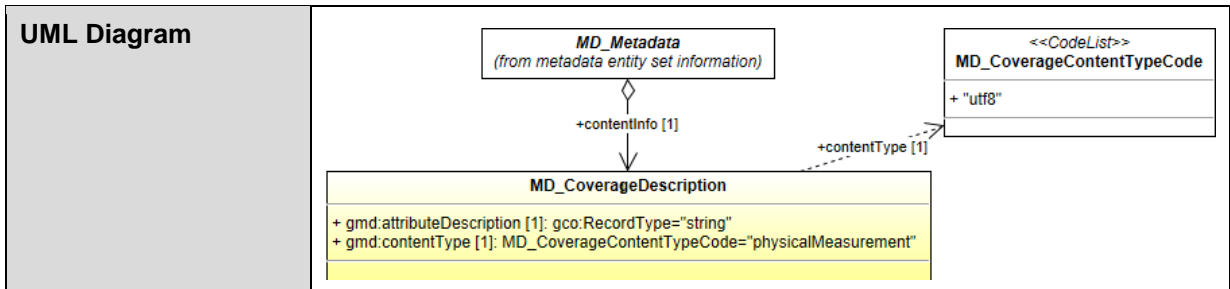 UML Diagram
MD_Metadata
(from metadata entity set information)
<<CodeList>>
MD_CoverageContentTypeCode
+ "utf8"
+contentInfo [1]
+contentType [1]
MD_CoverageDescription
+ gmd:attributeDescription [1]: gco:RecordType="string"
+ gmd:contentType [1]: MD_CoverageContentTypeCode="physicalMeasurement"